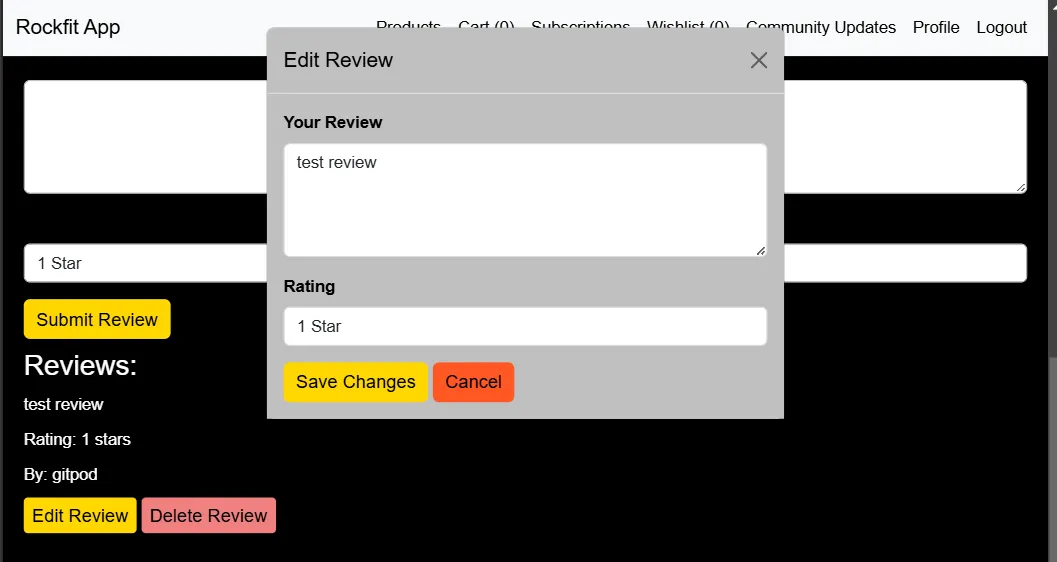 Rockfit App
Products Cart (0) Subscriptions Wishlist (0) Community Updates Profile Logout
Edit Review
Your Review
test review
Rating
1 Star
Save Changes Cancel
1 Star
Submit Review
Reviews:
test review
Rating: 1 stars
By: gitpod
Edit Review Delete Review